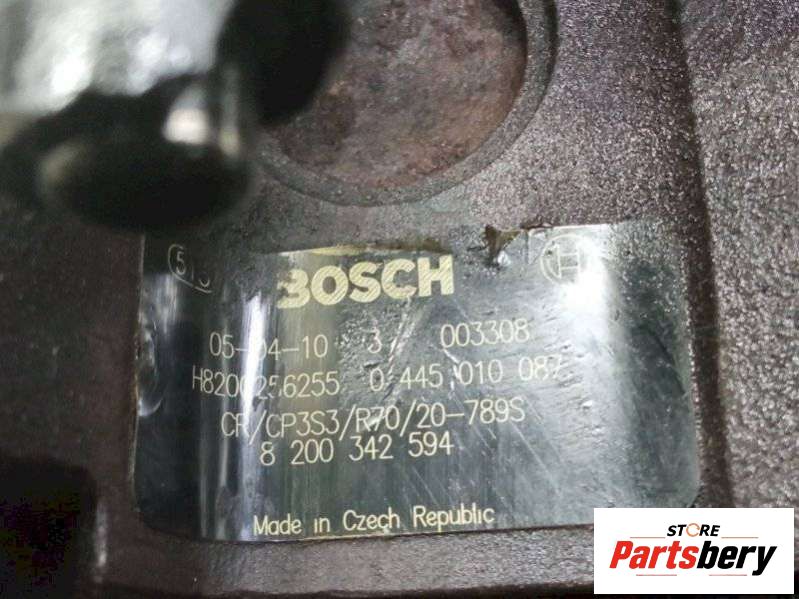 BOSCH
05-04-10 3 003308
H8200256255 0 445 010 087
CR/CP3S3/R70/20-789S
8 200 342 594
Made in Czech Republic
STORE
Partsbery